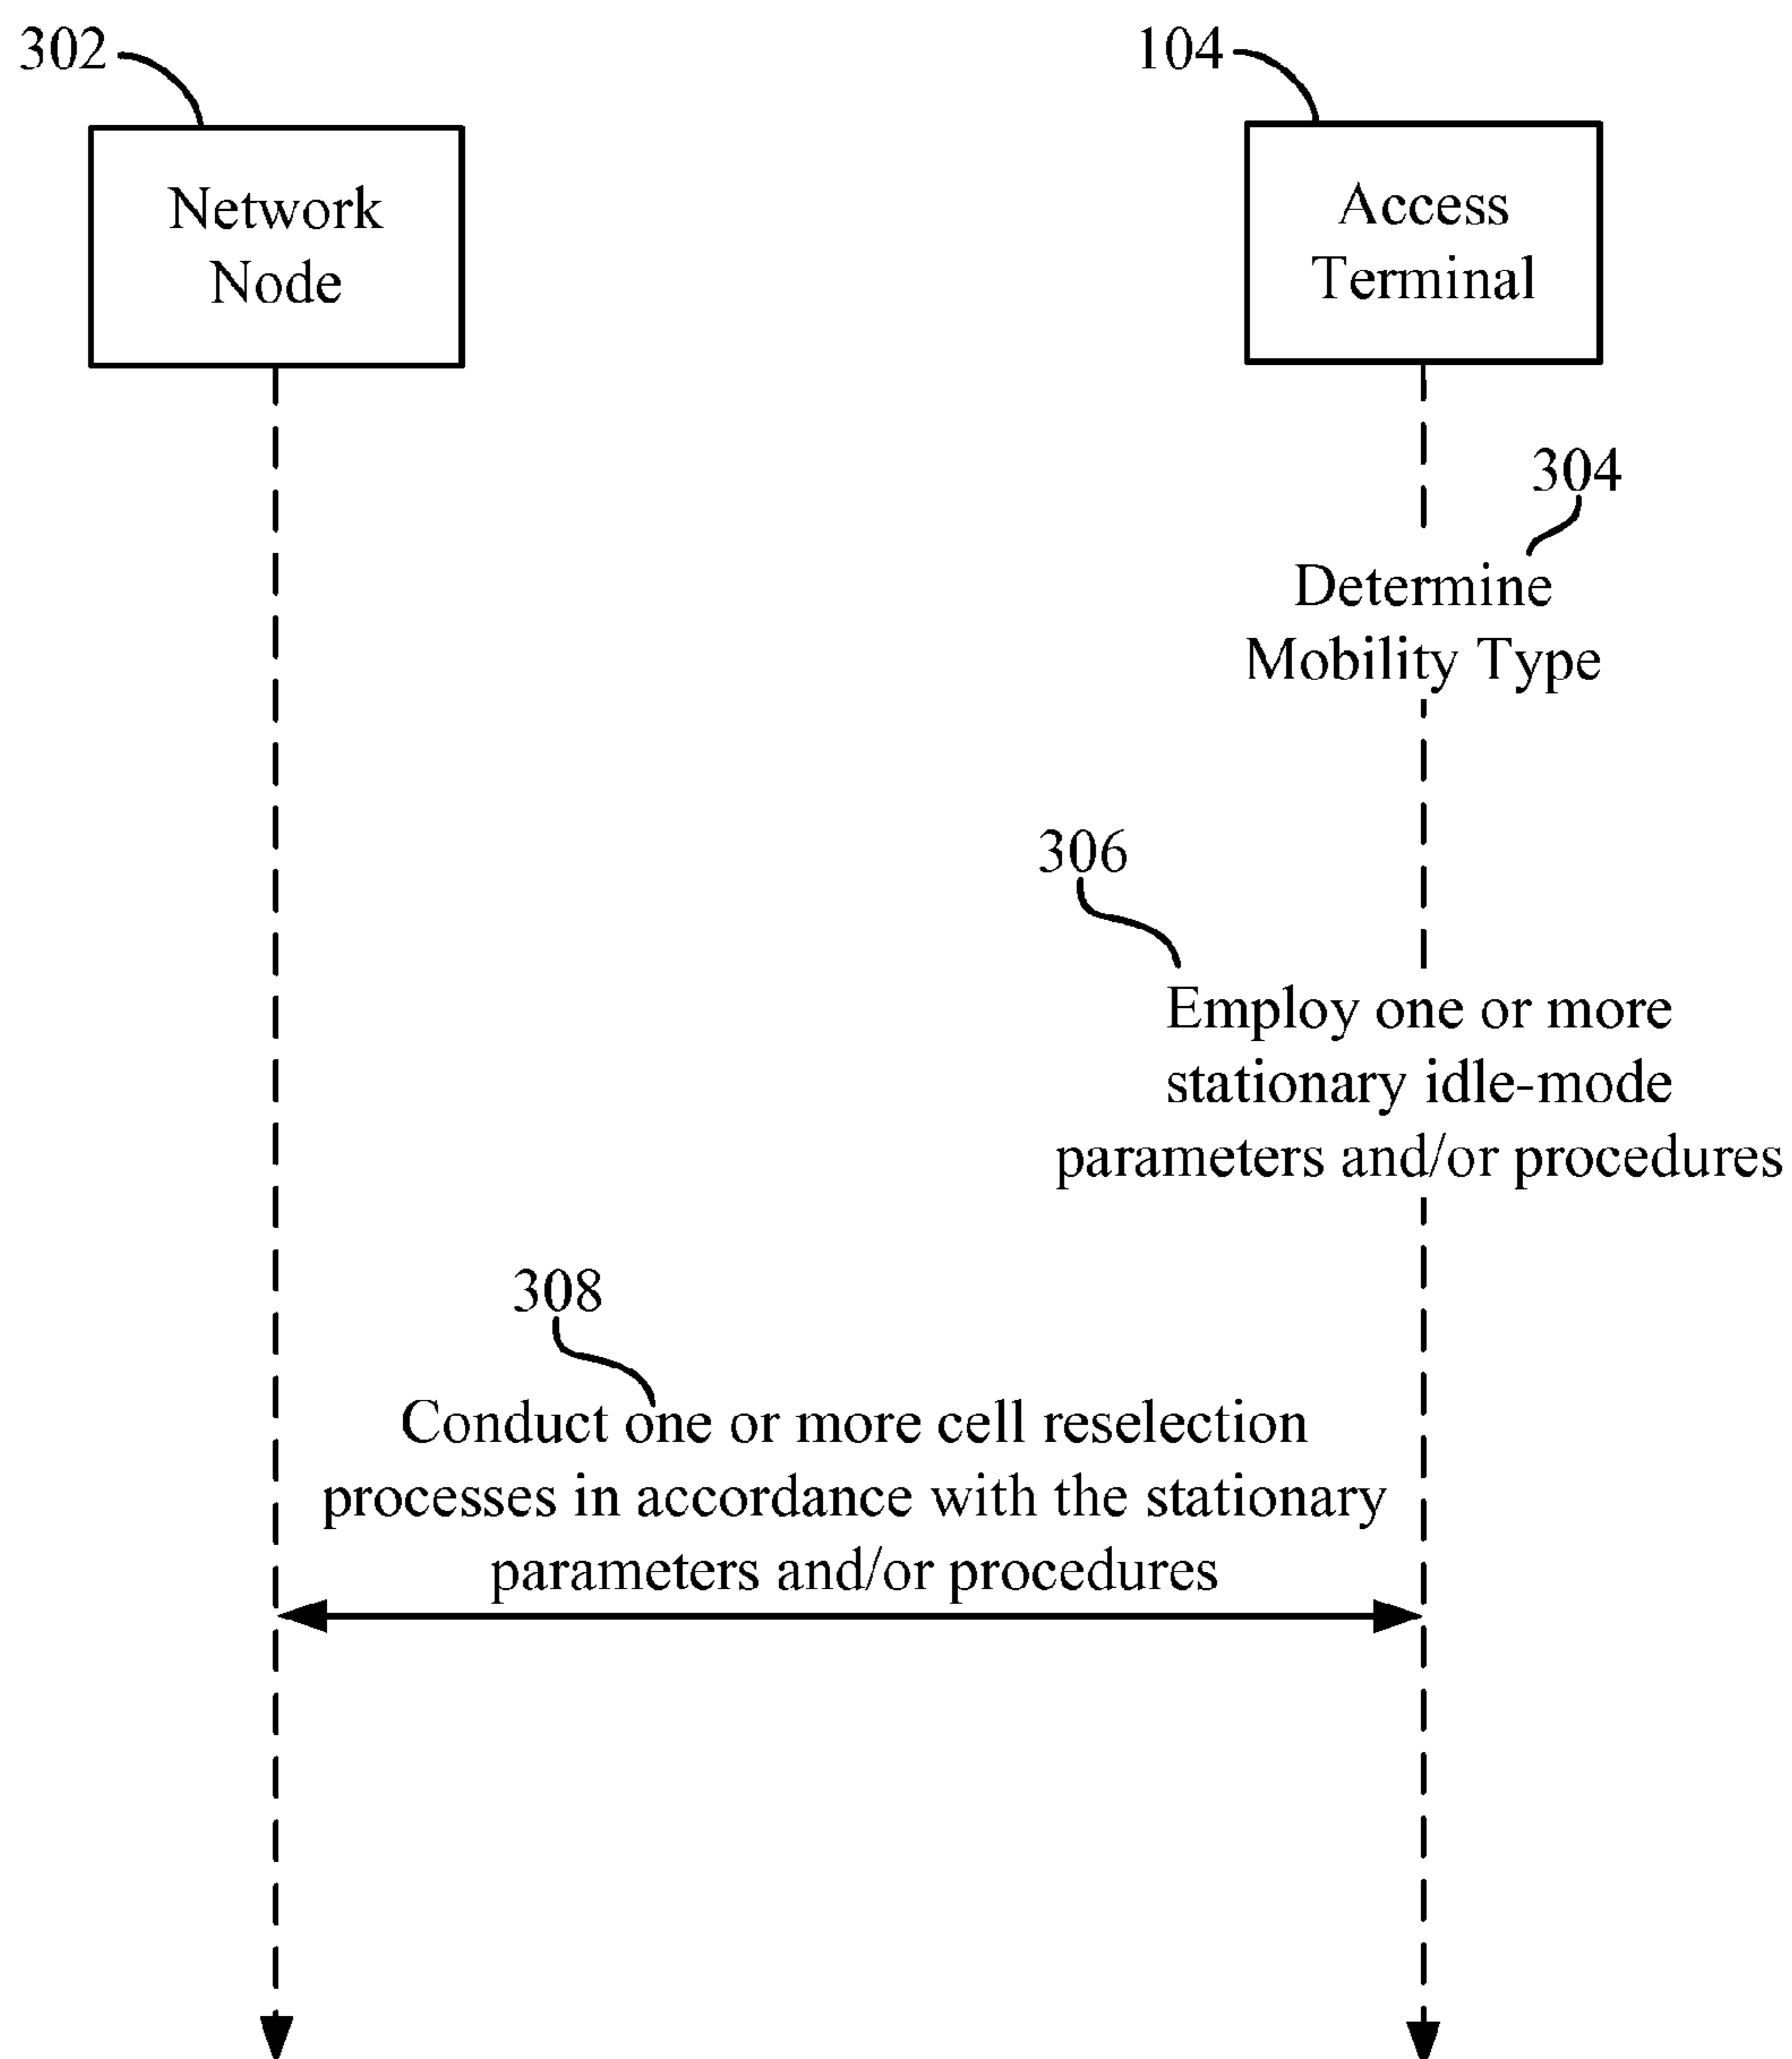 302
104
Network
Node
Access
Terminal
304
Determine
Mobility Type
306
Employ one or more
stationary idle-mode
parameters and/or procedures
308
Conduct one or more cell reselection
processes in accordance with the stationary
parameters and/or procedures